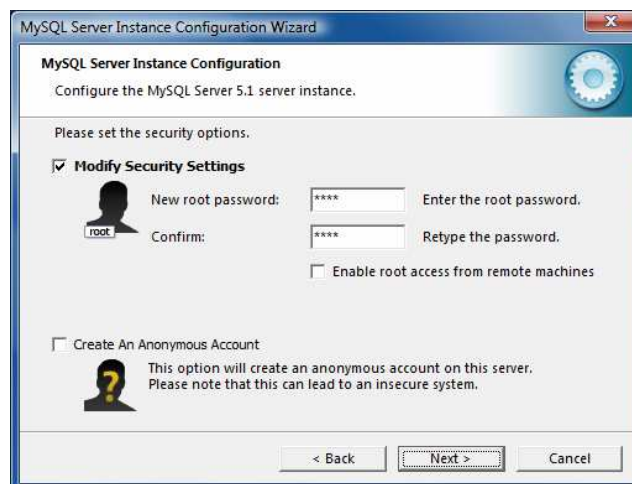 MySQL Server Instance Configuration Wizard
MySQL Server Instance Configuration
Configure the MySQL Server 5.1 server instance.
Please set the security options.
Modify Security Settings
New root password: **** Enter the root password.
root
Confirm: **** Retype the password.
Enable root access from remote machines
Create An Anonymous Account
This option will create an anonymous account on this server.
Please note that this can lead to an insecure system.
< Back Next > Cancel